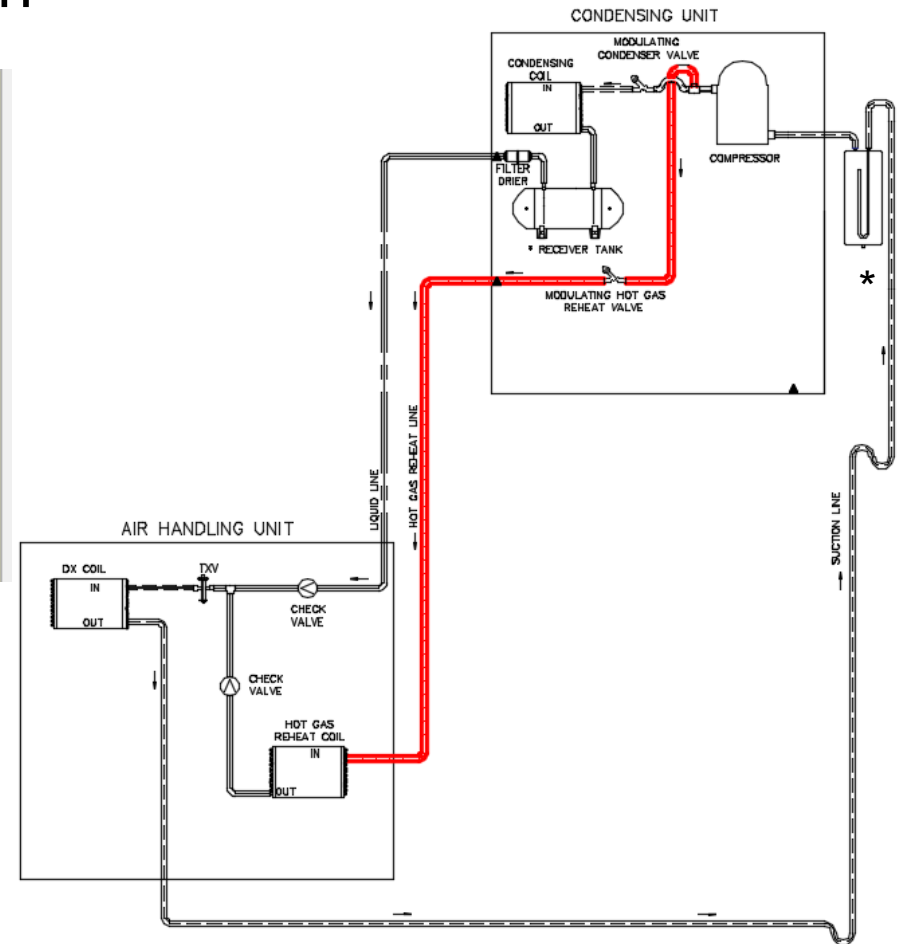 CONDENSING UNIT
MODULATING
CONDENSER VALVE
CONDENSING
COIL
IN
OUT
COMPRESSOR
FILTER
DRIER
* RECEIVER TANK
*
MODULATING HOT GAS
REHEAT VALVE
LIQUID LINE
HOT GAS REHEAT LINE
SUCTION LINE
AIR HANDLING UNIT
DX COIL
TXV
IN
OUT
CHECK
VALVE
CHECK
VALVE
HOT GAS
REHEAT COIL
IN
OUT